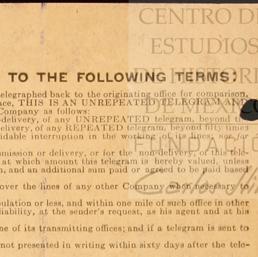 CENTRO DE
ESTUDIOS
TO THE FOLLOWING TERMS:
telegraphed back to the originating office for comparison.
THIS IS AN UNREPEATED TELEGRAM AND
Company as follows:
-delivery, of any UNREPEATED telegram, beyond the
delivery, of any REPEATED telegram, beyond fifty times
idable interruption in the working of its lines; nor for
smission or delivery, or for the non-delivery, of this tele-
at which amount this telegram is hereby valued, unless
n, and an additional sum paid or agreed to be paid based
over the lines of any other Company when necessary to
pulation or less, and within one mile of such office in other
liability, at the sender's request, as his agent and at his
one of its transmitting offices; and if a telegram is sent to
not presented in writing within sixty days after the tele-